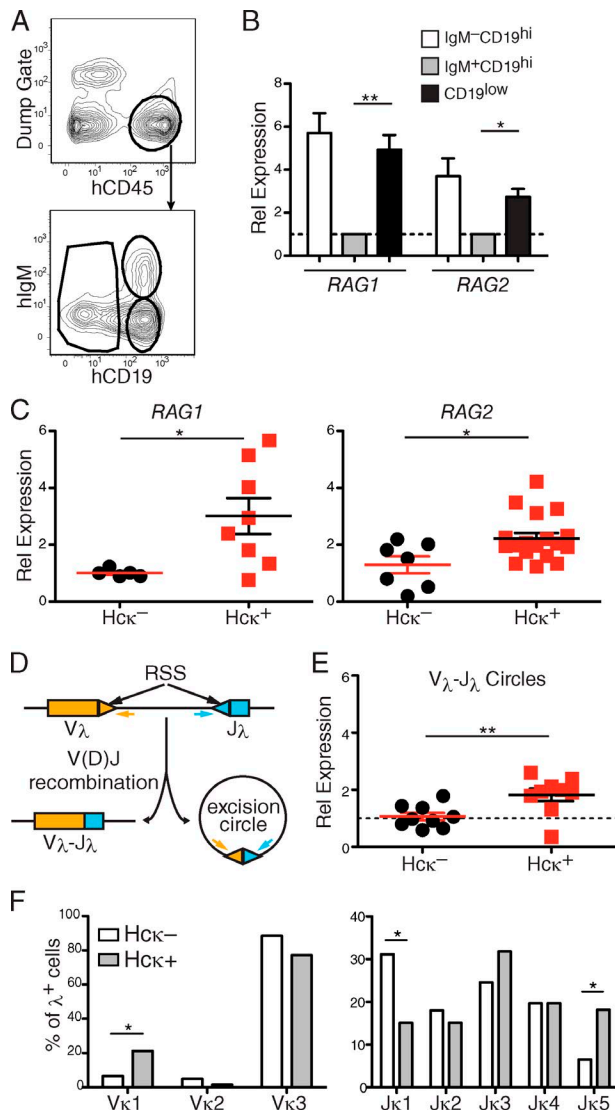 A
Dump Gate
10³
10²
10¹
0
0 10¹ 10² 10³
hCD45
hIgM
10³
10²
10¹
0
0 10¹ 10² 10³
hCD19
B
IgM⁻CD19ʰⁱ
IgM⁺CD19ʰⁱ
CD19ˡᵒʷ
Rel Expression
8
6
4
2
** *
RAG1 RAG2
C
RAG1 RAG2
Rel Expression
6
4
2
0
*
Hcκ⁻ Hcκ⁺
6
4
2
0
*
Hcκ⁻ Hcκ⁺
D
RSS
Vλ Jλ
V(D)J
recombination
Vλ-Jλ
excision
circle
E
Vλ-Jλ Circles
Rel Expression
6
4
2
0
**
Hcκ⁻ Hcκ⁺
F
% of λ⁺ cells
100
80
60
40
20
0
Hcκ−
Hcκ+
*
Vκ1 Vκ2 Vκ3
40
30
20
10
0
* *
Jκ1 Jκ2 Jκ3 Jκ4 Jκ5